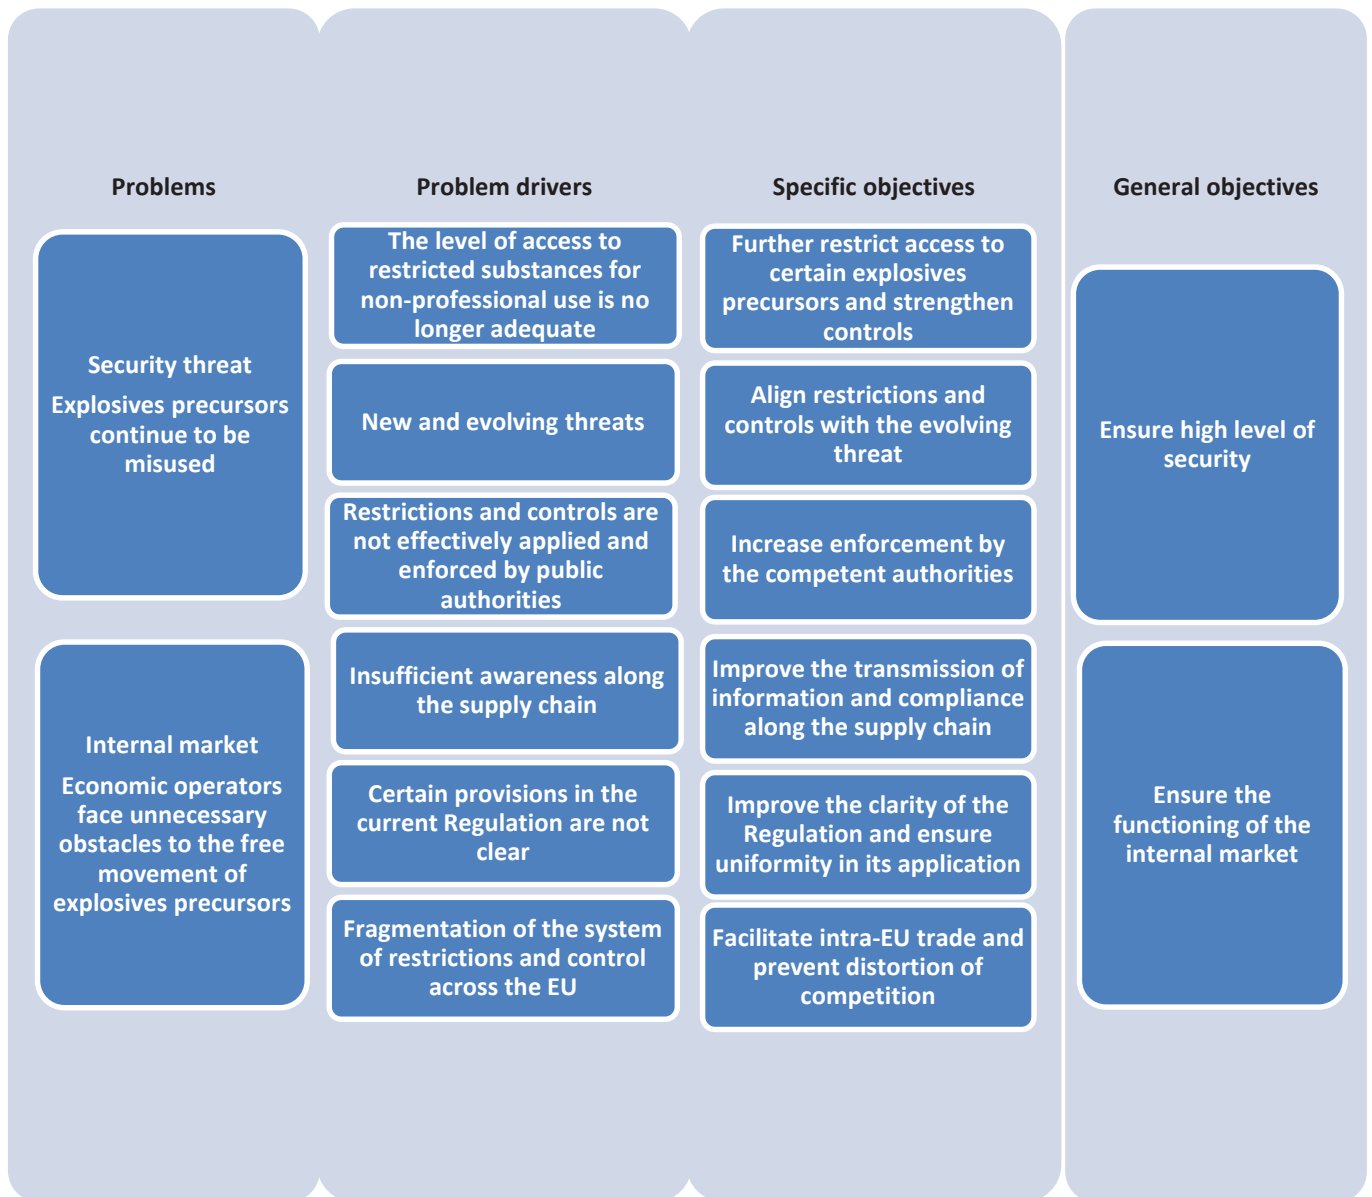 Problems
Security threat
Explosives precursors
continue to be
misused
Internal market
Economic operators
face unnecessary
obstacles to the free
movement of
explosives precursors
Problem drivers
The level of access to
restricted substances for
non-professional use is no
longer adequate
New and evolving threats
Restrictions and controls are
not effectively applied and
enforced by public
authorities
Insufficient awareness along
the supply chain
Certain provisions in the
current Regulation are not
clear
Fragmentation of the system
of restrictions and control
across the EU
Specific objectives
Further restrict access to
certain explosives
precursors and strengthen
controls
Align restrictions and
controls with the evolving
threat
Increase enforcement by
the competent authorities
Improve the transmission of
information and compliance
along the supply chain
Improve the clarity of the
Regulation and ensure
uniformity in its application
Facilitate intra-EU trade and
prevent distortion of
competition
General objectives
Ensure high level of
security
Ensure the
functioning of the
internal market